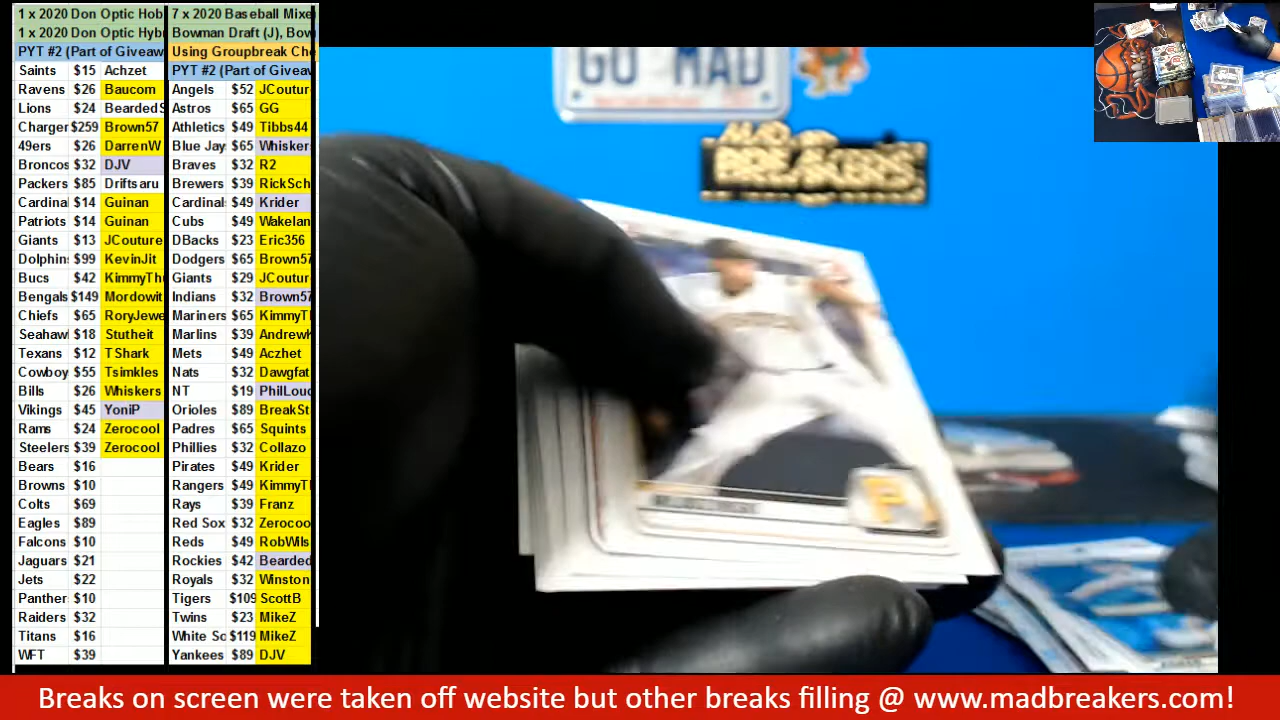 1 x 2020 Don Optic Hob
1 x 2020 Don Optic Hybr
PYT #2 (Part of Giveaw
Saints $15 Achzet
Ravens $26 Baucom
Lions $24 BeardedS
Charger $259 Brown57
49ers $26 DarrenW
Broncos $32 DJV
Packers $85 Driftsaru
Cardinal $14 Guinan
Patriots $14 Guinan
Giants $13 JCouture
Dolphin $99 KevinJit
Bucs $42 KimmyTh
Bengals $149 Mordowit
Chiefs $65 RoryJewe
Seahaw $18 Stutheit
Texans $12 TShark
Cowboy $55 Tsimkles
Bills $26 Whiskers
Vikings $45 YoniP
Rams $24 Zerocool
Steelers $39 Zerocool
Bears $16
Browns $10
Colts $69
Eagles $89
Falcons $10
Jaguars $21
Jets $22
Panther $10
Raiders $32
Titans $16
WFT $39
7 x 2020 Baseball Mixe
Bowman Draft (J), Bow
Using Groupbreak Che
PYT #2 (Part of Giveaw
Angels $52 JCoutur
Astros $65 GG
Athletics $49 Tibbs44
Blue Jay $65 Whisker
Braves $32 R2
Brewers $39 RickSch
Cardinal $49 Krider
Cubs $49 Wakelan
DBacks $23 Eric356
Dodgers $65 Brown57
Giants $29 JCoutur
Indians $32 Brown57
Mariners $65 KimmyT
Marlins $39 Andrew
Mets $49 Aczhet
Nats $32 Dawgfat
NT $19 PhilLou
Orioles $89 BreakSt
Padres $65 Squints
Phillies $32 Collazo
Pirates $49 Krider
Rangers $49 KimmyT
Rays $39 Franz
Red Sox $32 Zerocoo
Reds $49 RobWils
Rockies $42 Bearded
Royals $32 Winston
Tigers $109 ScottB
Twins $23 MikeZ
White So $119 MikeZ
Yankees $89 DJV
GO MAD
MAD
BREAKERS
P
Breaks on screen were taken off website but other breaks filling @ www.madbreakers.com!